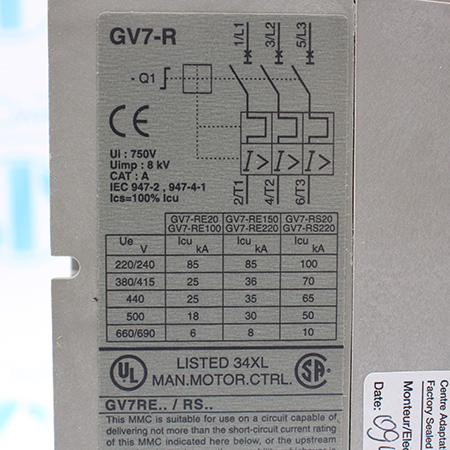 GV7-R
1/L1 3/L2 5/L3
- Q1
CE
I> I> I>
2/T1 4/T2 6/T3
Ui : 750V
Uimp : 8 kV
CAT : A
IEC 947-2 , 947-4-1
Ics=100% Icu
GV7-RE20 GV7-RE150 GV7-RS20
GV7-RE100 GV7-RE220 GV7-RS220
Ue V Icu kA Icu kA Icu kA
220/240 85 85 100
380/415 25 36 70
440 25 35 65
500 18 30 50
660/690 6 8 10
UL LISTED 34XL SA
MAN.MOTOR.CTRL.
GV7RE.. / RS..
This MMC is suitable for use on a circuit capable of
delivering not more than the short-circuit current rating
of this MMC indicated here below, or the upstream
Centre Adaptat
Factory Sealed
Monteur/Elec
Date: